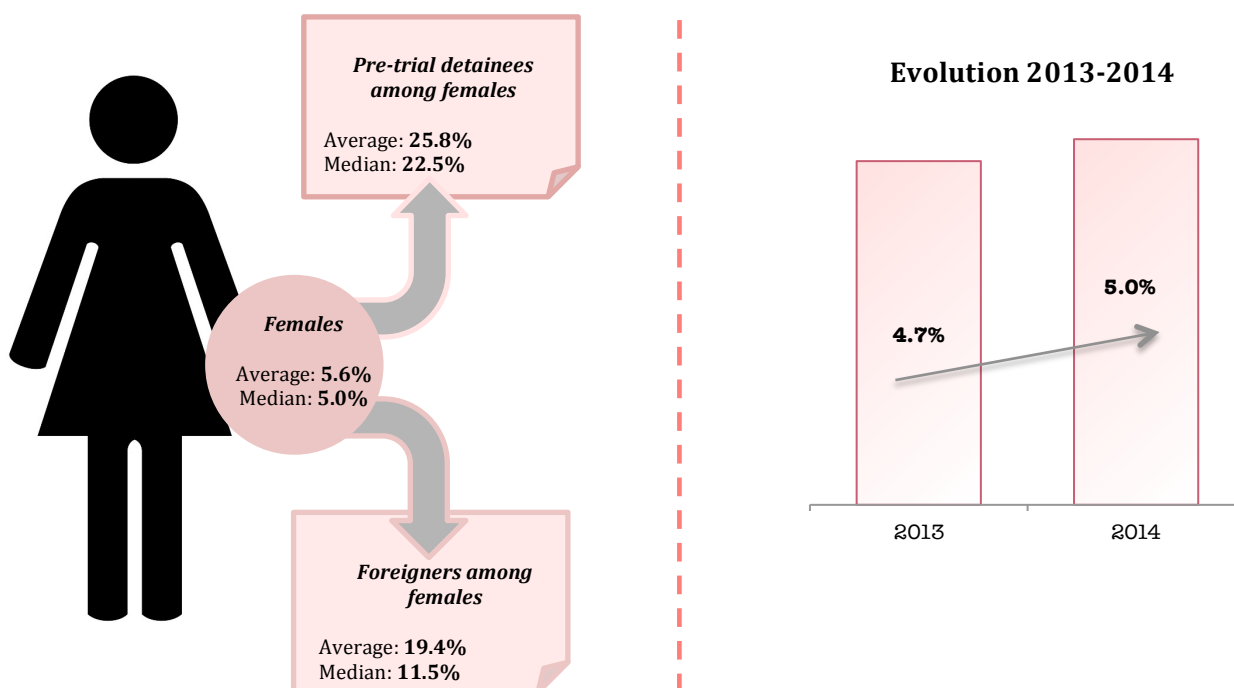 Pre-trial detainees
among females
Average: 25.8%
Median: 22.5%
Females
Average: 5.6%
Median: 5.0%
Foreigners among
females
Average: 19.4%
Median: 11.5%
Evolution 2013-2014
4.7%
5.0%
2013
2014